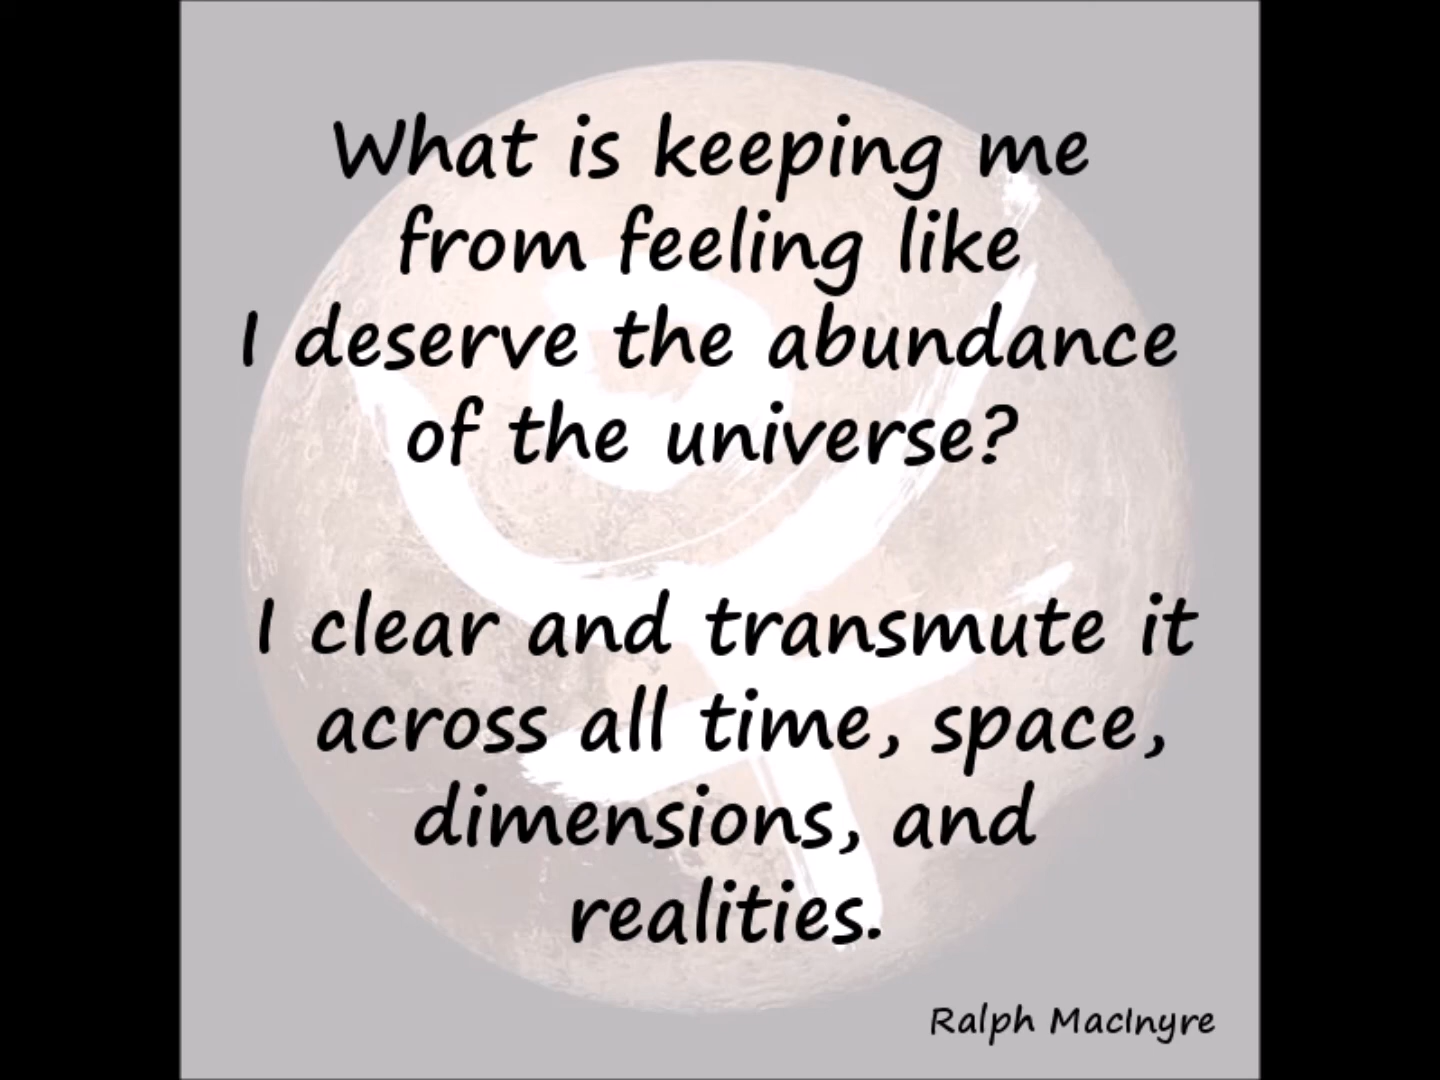 What is keeping me
from feeling like
I deserve the abundance
of the universe?
I clear and transmute it
across all time, space,
dimensions, and
realities.
Ralph MacInyre